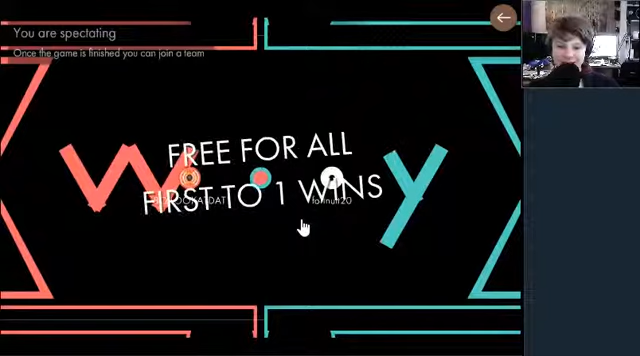 You are spectating
Once the game is finished you can join a team
FREE FOR ALL
w y
FIRST TO 1 WINS